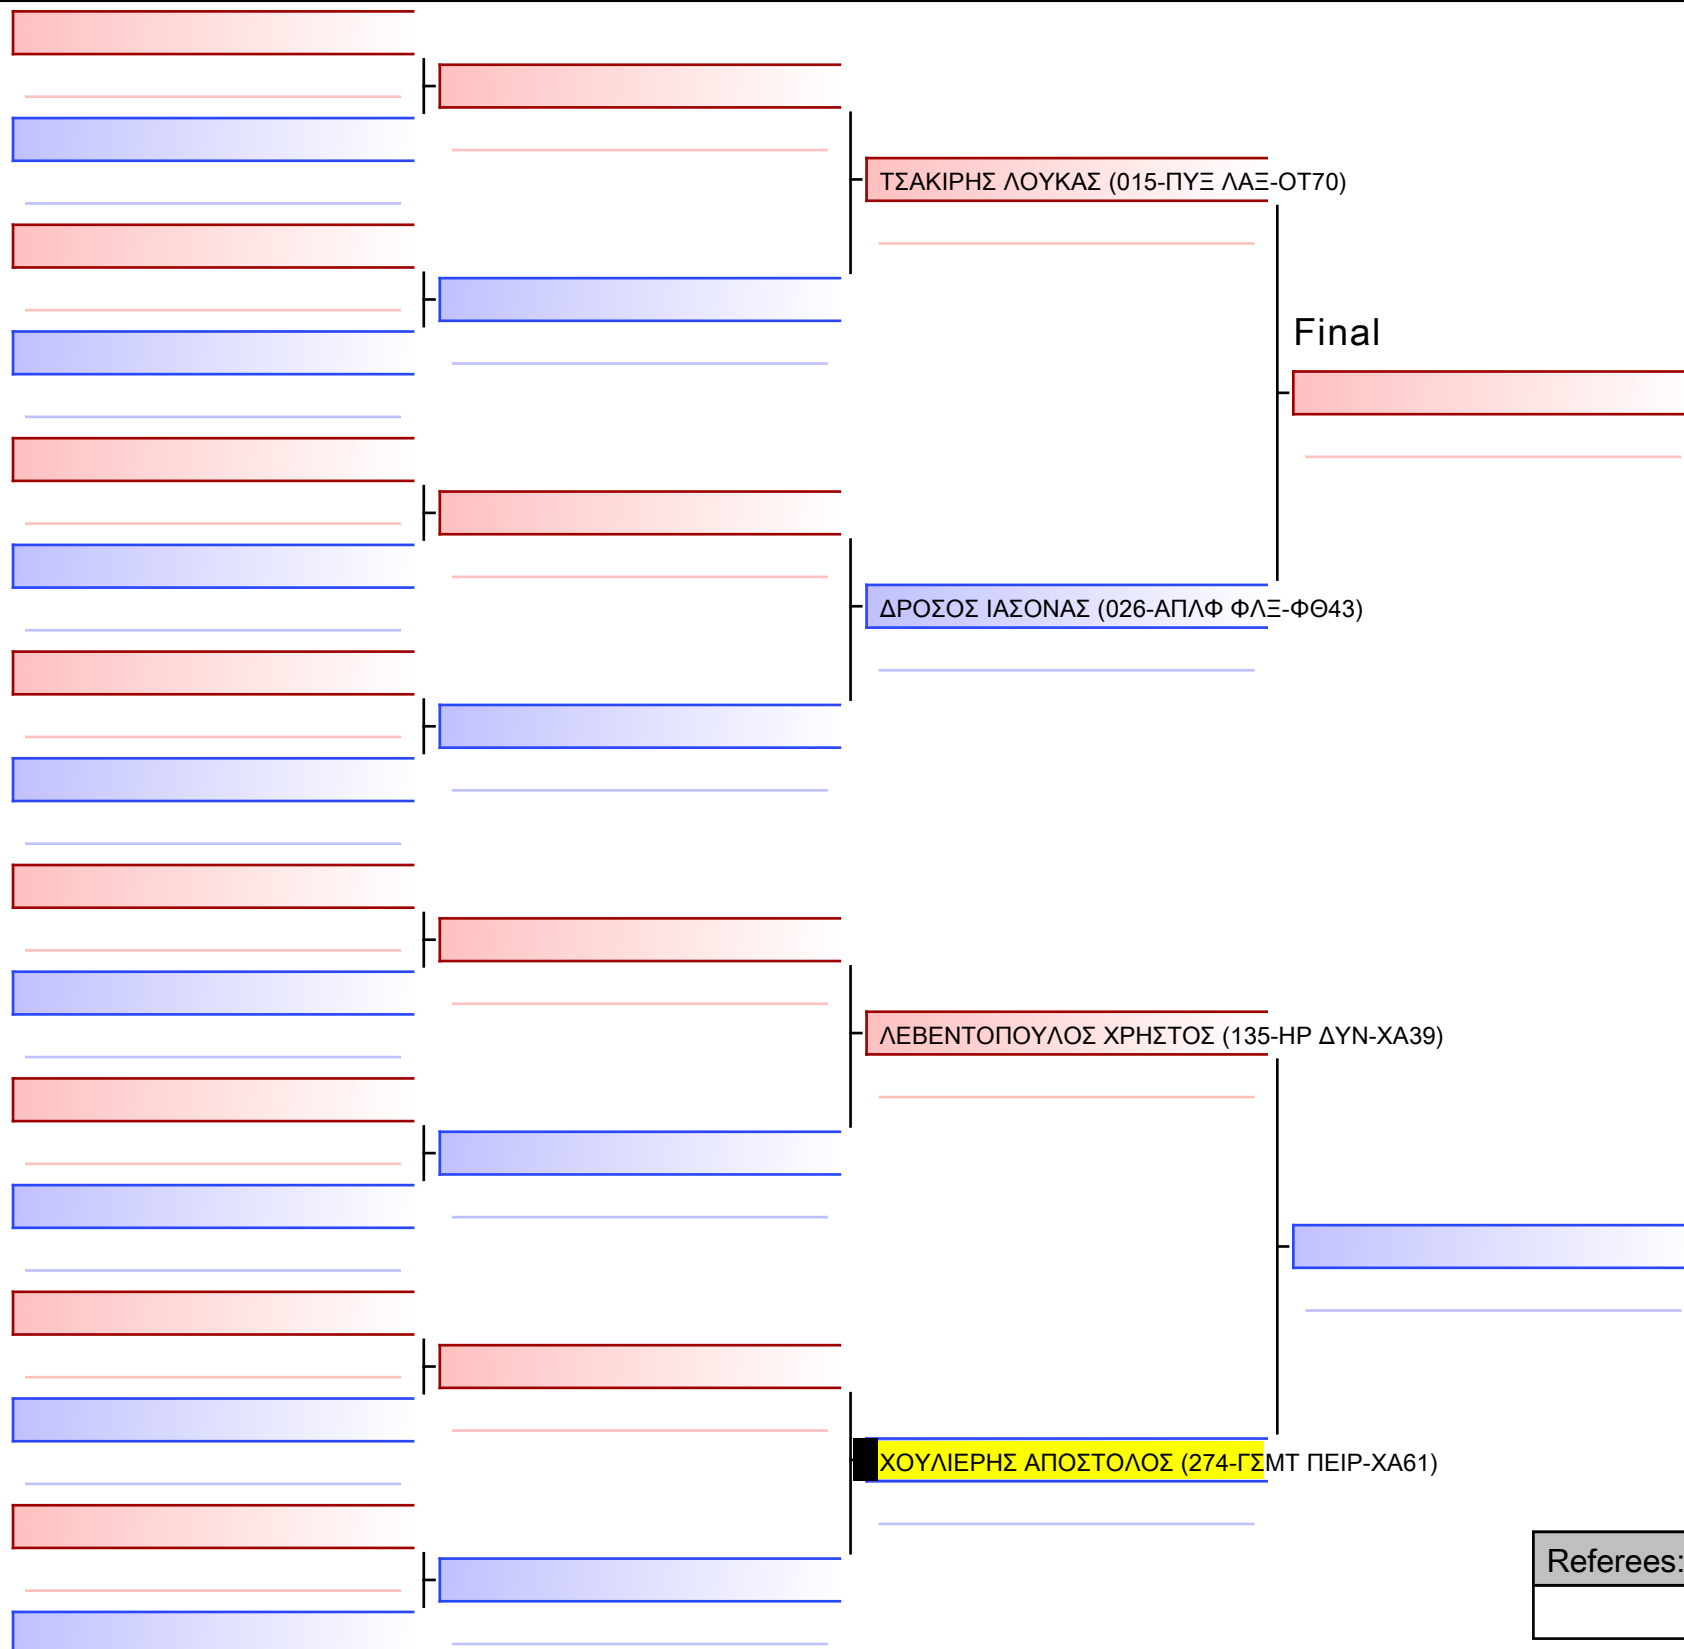 ΤΣΑΚΙΡΗΣ ΛΟΥΚΑΣ (015-ΠΥΞ ΛΑΞ-ΟΤ70)
Final
ΔΡΟΣΟΣ ΙΑΣΟΝΑΣ (026-ΑΠΛΦ ΦΛΞ-ΦΘ43)
ΛΕΒΕΝΤΟΠΟΥΛΟΣ ΧΡΗΣΤΟΣ (135-ΗΡ ΔΥΝ-ΧΑ39)
ΧΟΥΛΙΕΡΗΣ ΑΠΟΣΤΟΛΟΣ (274-ΓΣΜΤ ΠΕΙΡ-ΧΑ61)
Referees: